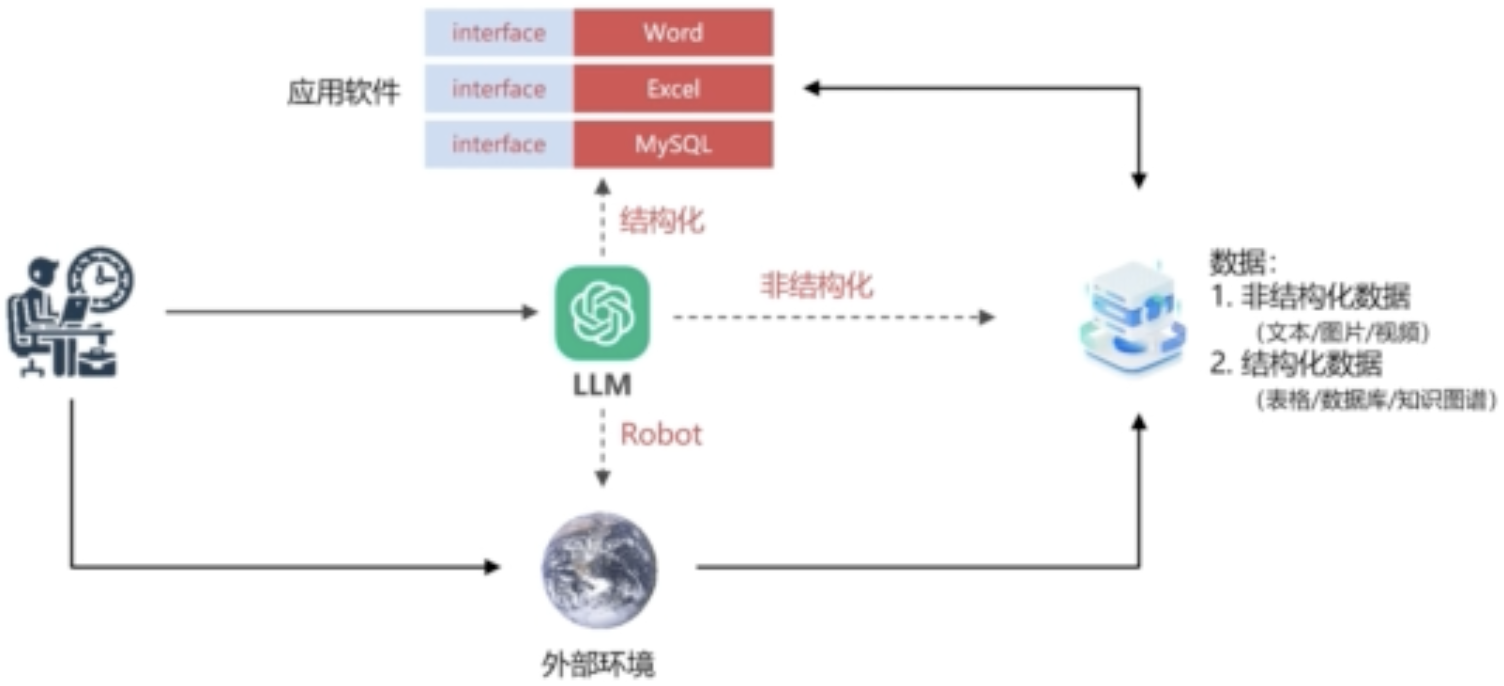 interface Word
应用软件
interface Excel
interface MySQL
结构化
非结构化
LLM
Robot
外部环境
数据：
1. 非结构化数据
（文本/图片/视频）
2. 结构化数据
（表格/数据库/知识图谱）